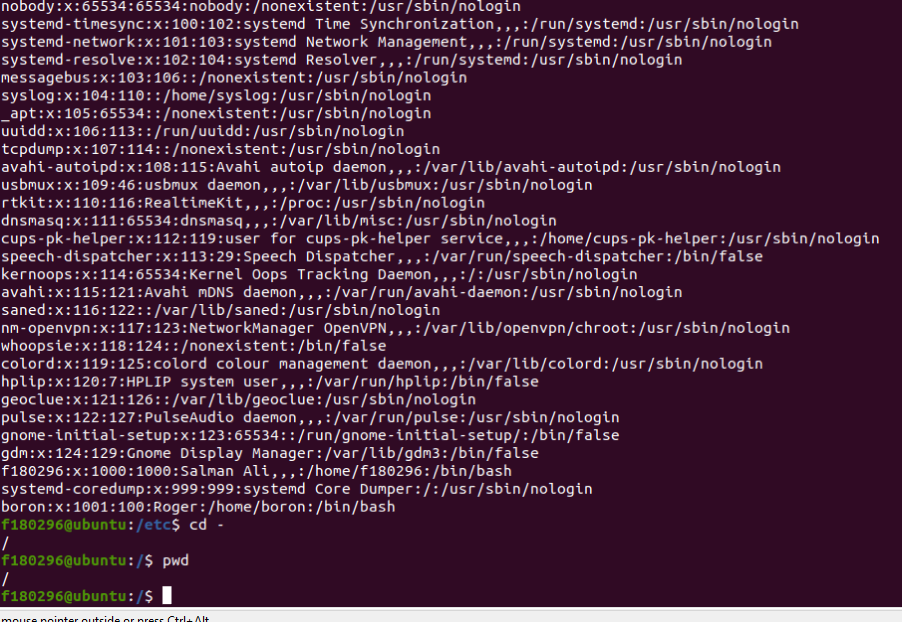 nobody:x:65534:65534:nobody:/nonexistent:/usr/sbin/nologin
systemd-timesync:x:100:102:systemd Time Synchronization,,,:/run/systemd:/usr/sbin/nologin
systemd-network:x:101:103:systemd Network Management,,,:/run/systemd:/usr/sbin/nologin
systemd-resolve:x:102:104:systemd Resolver,,,:/run/systemd:/usr/sbin/nologin
messagebus:x:103:106::/nonexistent:/usr/sbin/nologin
syslog:x:104:110::/home/syslog:/usr/sbin/nologin
_apt:x:105:65534::/nonexistent:/usr/sbin/nologin
uuidd:x:106:113::/run/uuidd:/usr/sbin/nologin
tcpdump:x:107:114::/nonexistent:/usr/sbin/nologin
avahi-autoipd:x:108:115:Avahi autoip daemon,,,:/var/lib/avahi-autoipd:/usr/sbin/nologin
usbmux:x:109:46:usbmux daemon,,,:/var/lib/usbmux:/usr/sbin/nologin
rtkit:x:110:116:RealtimeKit,,,:/proc:/usr/sbin/nologin
dnsmasq:x:111:65534:dnsmasq,,,:/var/lib/misc:/usr/sbin/nologin
cups-pk-helper:x:112:119:user for cups-pk-helper service,,,:/home/cups-pk-helper:/usr/sbin/nologin
speech-dispatcher:x:113:29:Speech Dispatcher,,,:/var/run/speech-dispatcher:/bin/false
kernoops:x:114:65534:Kernel Oops Tracking Daemon,,,:/:/usr/sbin/nologin
avahi:x:115:121:Avahi mDNS daemon,,,:/var/run/avahi-daemon:/usr/sbin/nologin
saned:x:116:122::/var/lib/saned:/usr/sbin/nologin
nm-openvpn:x:117:123:NetworkManager OpenVPN,,,:/var/lib/openvpn/chroot:/usr/sbin/nologin
whoopsie:x:118:124::/nonexistent:/bin/false
colord:x:119:125:colord colour management daemon,,,:/var/lib/colord:/usr/sbin/nologin
hplip:x:120:7:HPLIP system user,,,:/var/run/hplip:/bin/false
geoclue:x:121:126::/var/lib/geoclue:/usr/sbin/nologin
pulse:x:122:127:PulseAudio daemon,,,:/var/run/pulse:/usr/sbin/nologin
gnome-initial-setup:x:123:65534::/run/gnome-initial-setup/:/bin/false
gdm:x:124:129:Gnome Display Manager:/var/lib/gdm3:/bin/false
f180296:x:1000:1000:Salman Ali,,,:/home/f180296:/bin/bash
systemd-coredump:x:999:999:systemd Core Dumper:/:/usr/sbin/nologin
boron:x:1001:100:Roger:/home/boron:/bin/bash
f180296@ubuntu:/etc$ cd -
/
f180296@ubuntu:/$ pwd
/
f180296@ubuntu:/$
mouse pointer outside or press Ctrl+Alt.